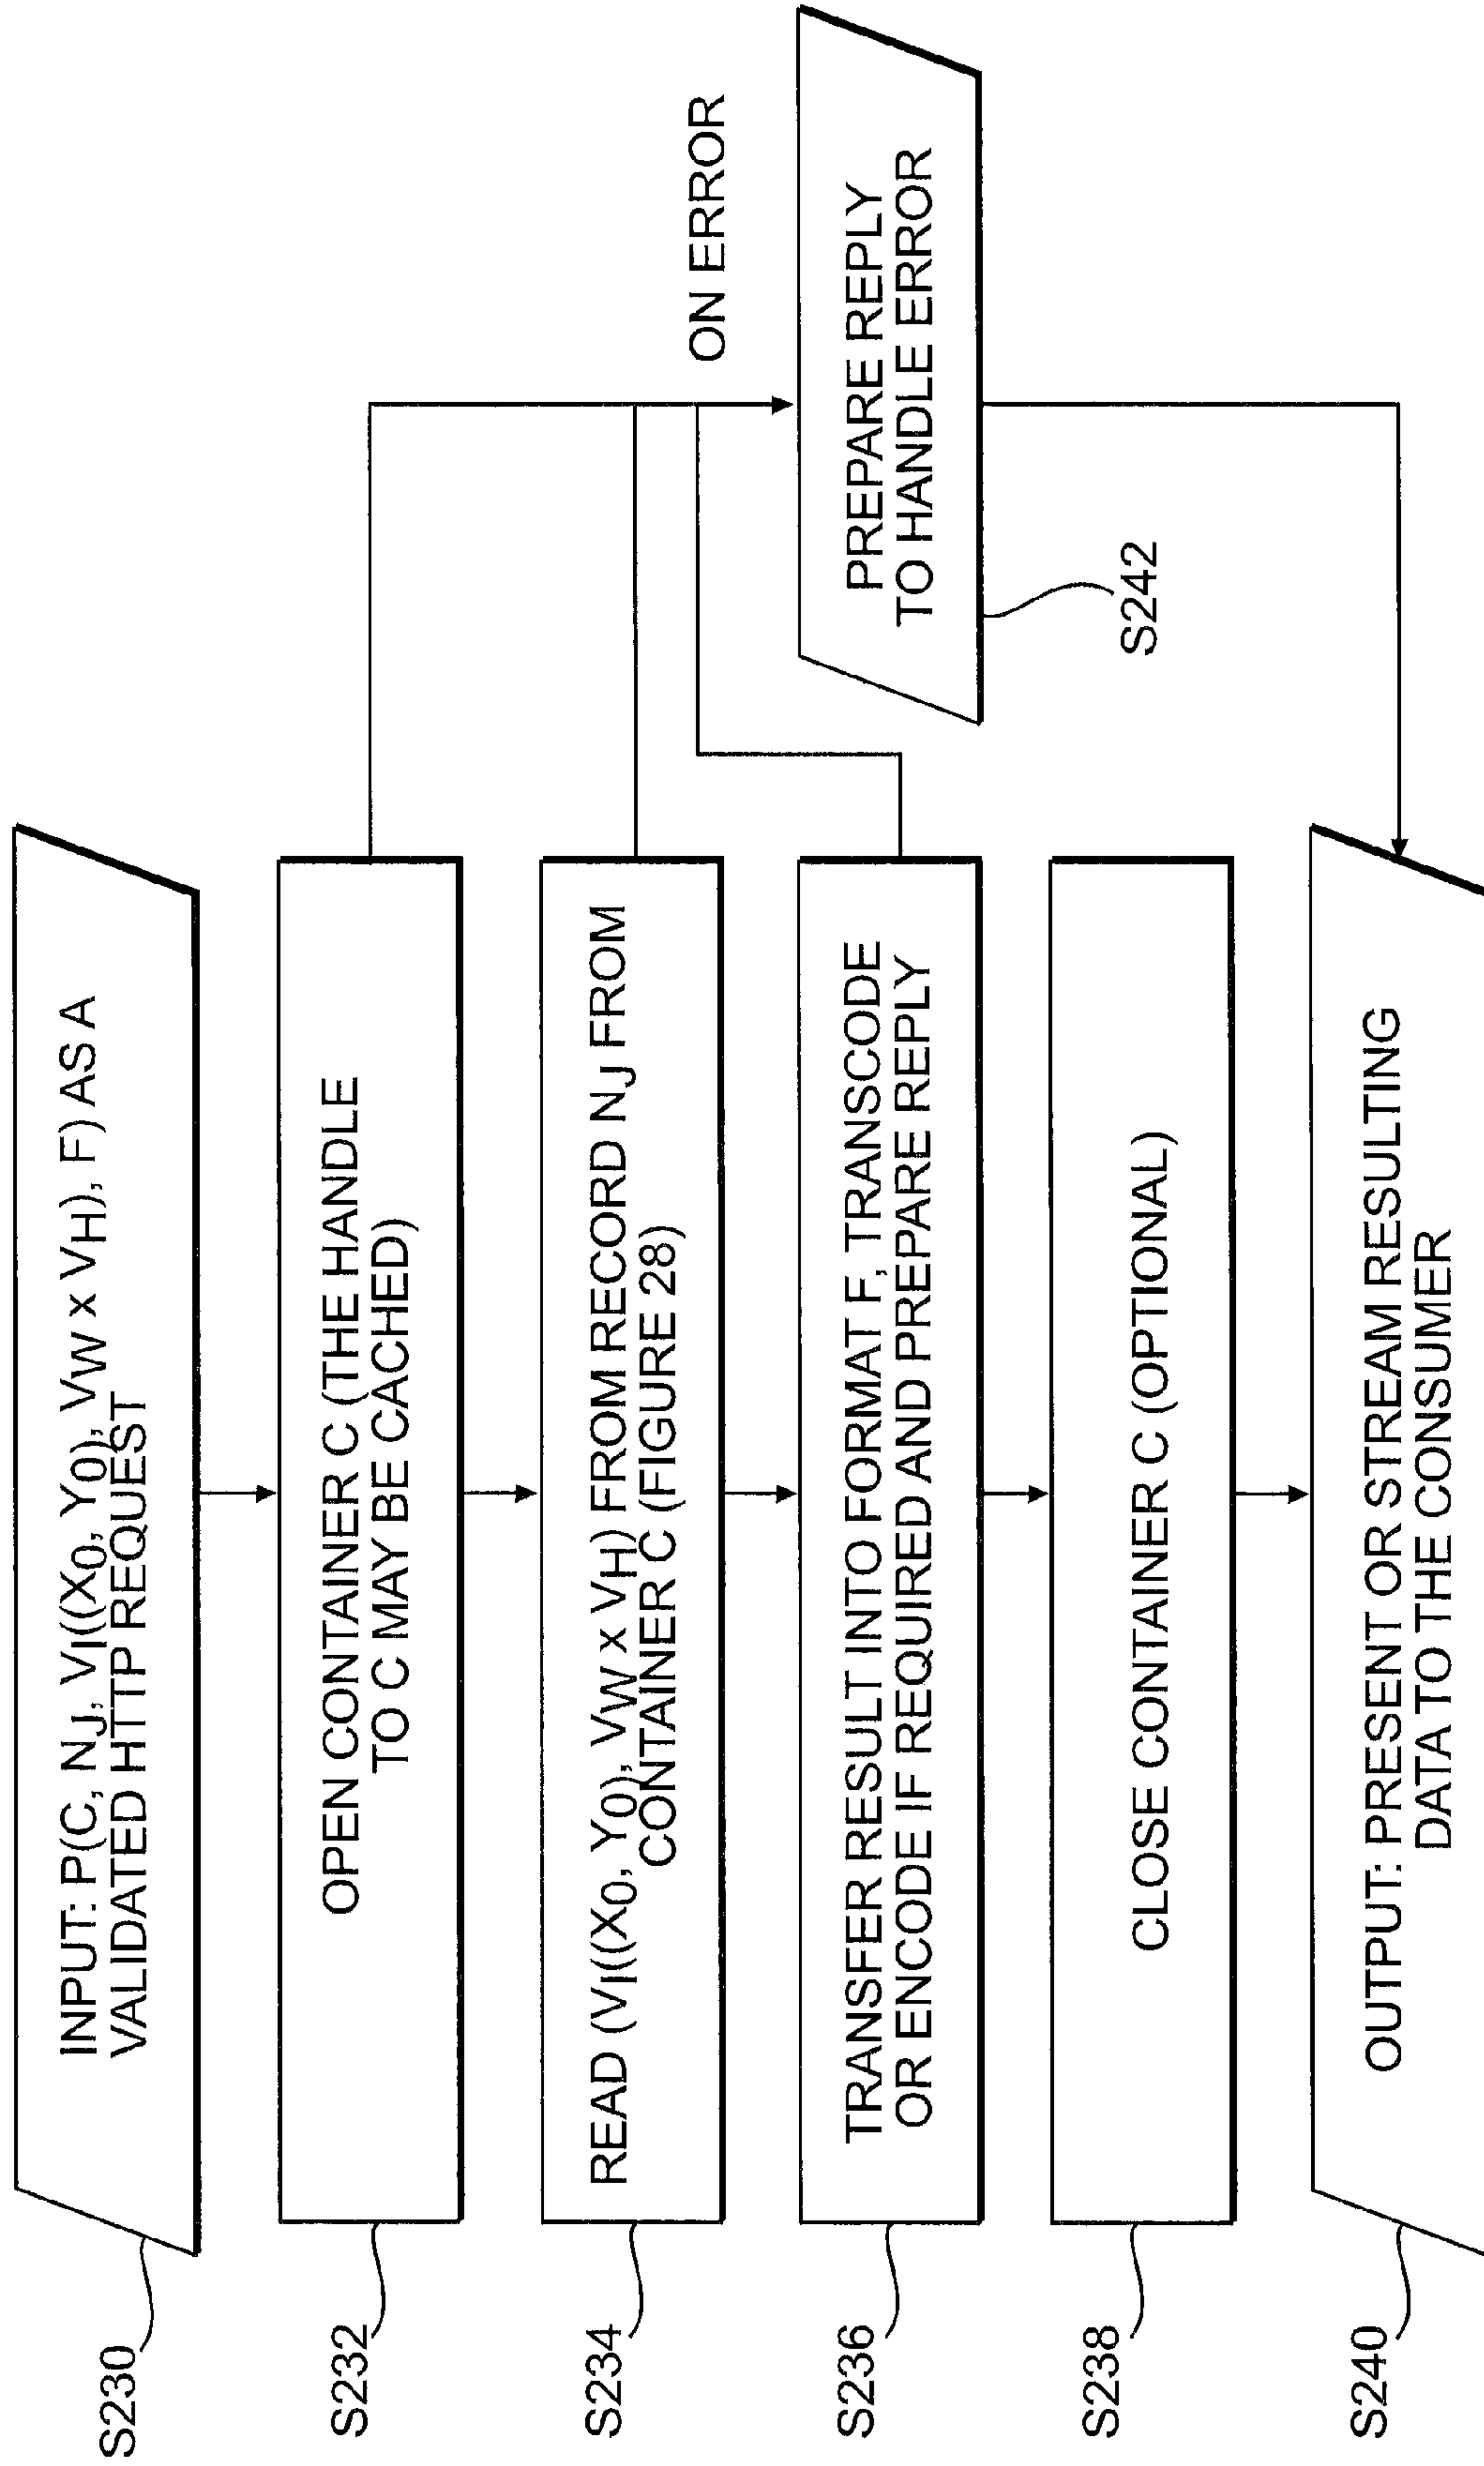 S230
INPUT: P(C, NJ, VI((X0, Y0), VW x VH), F) AS A
VALIDATED HTTP REQUEST
S232
OPEN CONTAINER C (THE HANDLE
TO C MAY BE CACHED)
S234
READ (VI((X0, Y0), VW x VH) FROM RECORD NJ FROM
CONTAINER C (FIGURE 28)
ON ERROR
S236
TRANSFER RESULT INTO FORMAT F, TRANSCODE
OR ENCODE IF REQUIRED AND PREPARE REPLY
PREPARE REPLY
TO HANDLE ERROR
S242
S238
CLOSE CONTAINER C (OPTIONAL)
S240
OUTPUT: PRESENT OR STREAM RESULTING
DATA TO THE CONSUMER